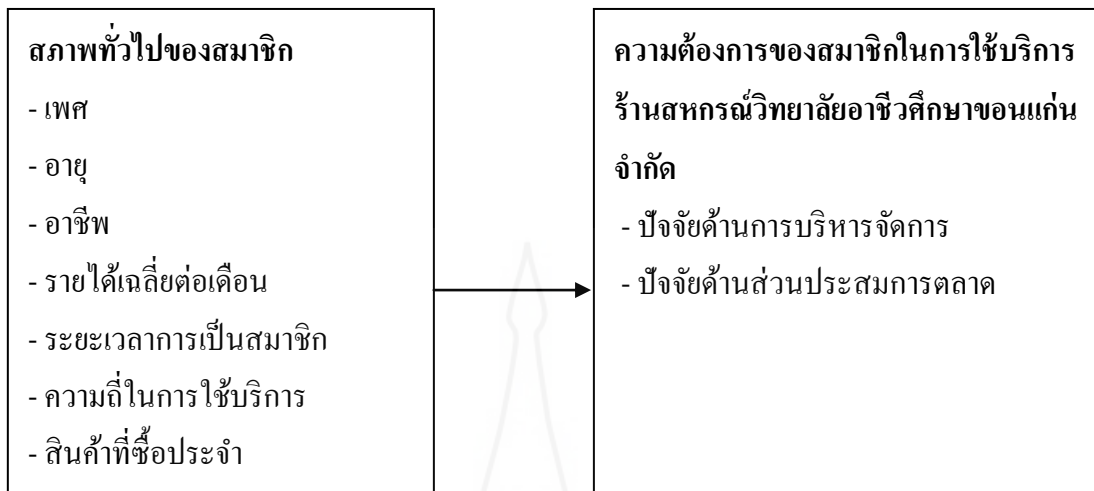 สภาพทั่วไปของสมาชิก
- เพศ
- อายุ
- อาชีพ
- รายได้เฉลี่ยต่อเดือน
- ระยะเวลาการเป็นสมาชิก
- ความถี่ในการใช้บริการ
- สินค้าที่ซื้อประจำ
ความต้องการของสมาชิกในการใช้บริการ
ร้านสหกรณ์วิทยาลัยอาชีวศึกษาขอนแก่น
จำกัด
- ปัจจัยด้านการบริหารจัดการ
- ปัจจัยด้านส่วนประสมการตลาด